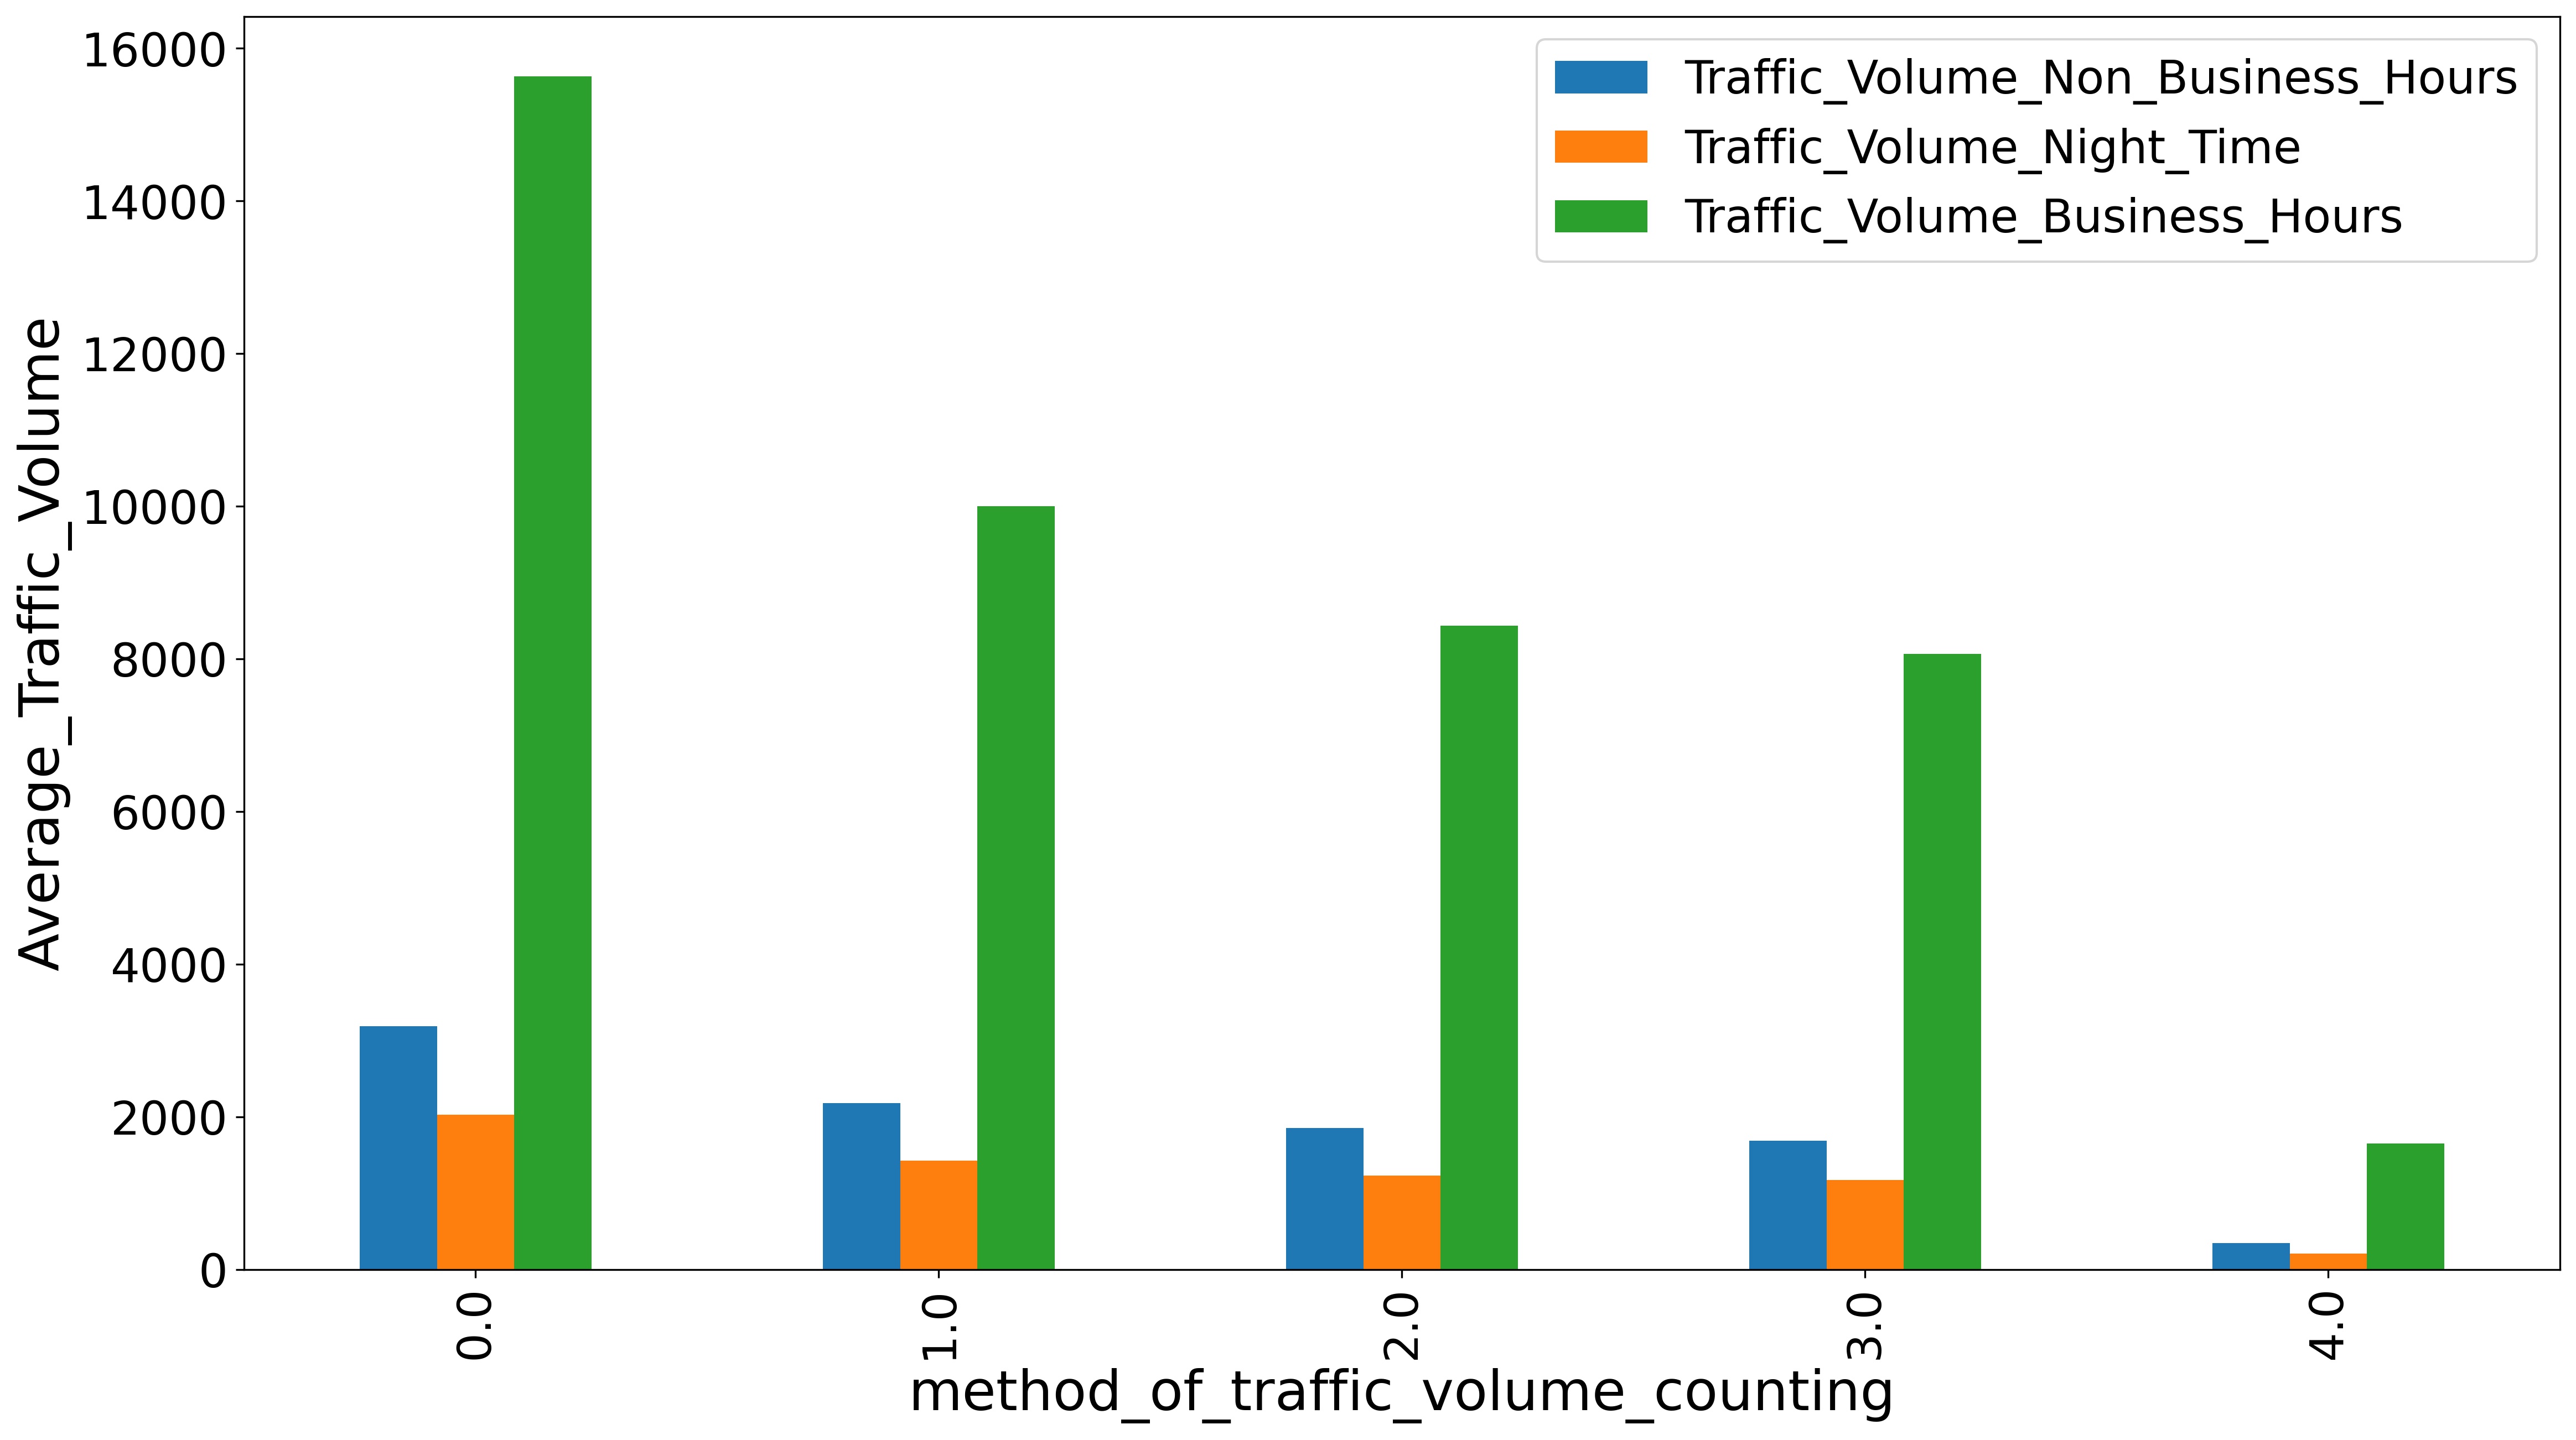 16000
14000
12000
10000
8000
6000
4000
2000
0
Average_Traffic_Volume
Traffic_Volume_Non_Business_Hours
Traffic_Volume_Night_Time
Traffic_Volume_Business_Hours
0.0
1.0
2.0
3.0
4.0
method_of_traffic_volume_counting